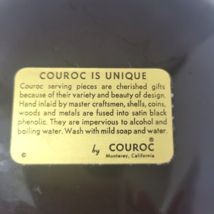 COUROC IS UNIQUE
Couroc serving pieces are cherished gifts
because of their variety and beauty of design.
Hand inlaid by master craftsmen, shells, coins,
woods and metals are fused into satin black
phenolic. They are impervious to alcohol and
boiling water. Wash with mild soap and water.
by COUROC ®
© Monterey, California